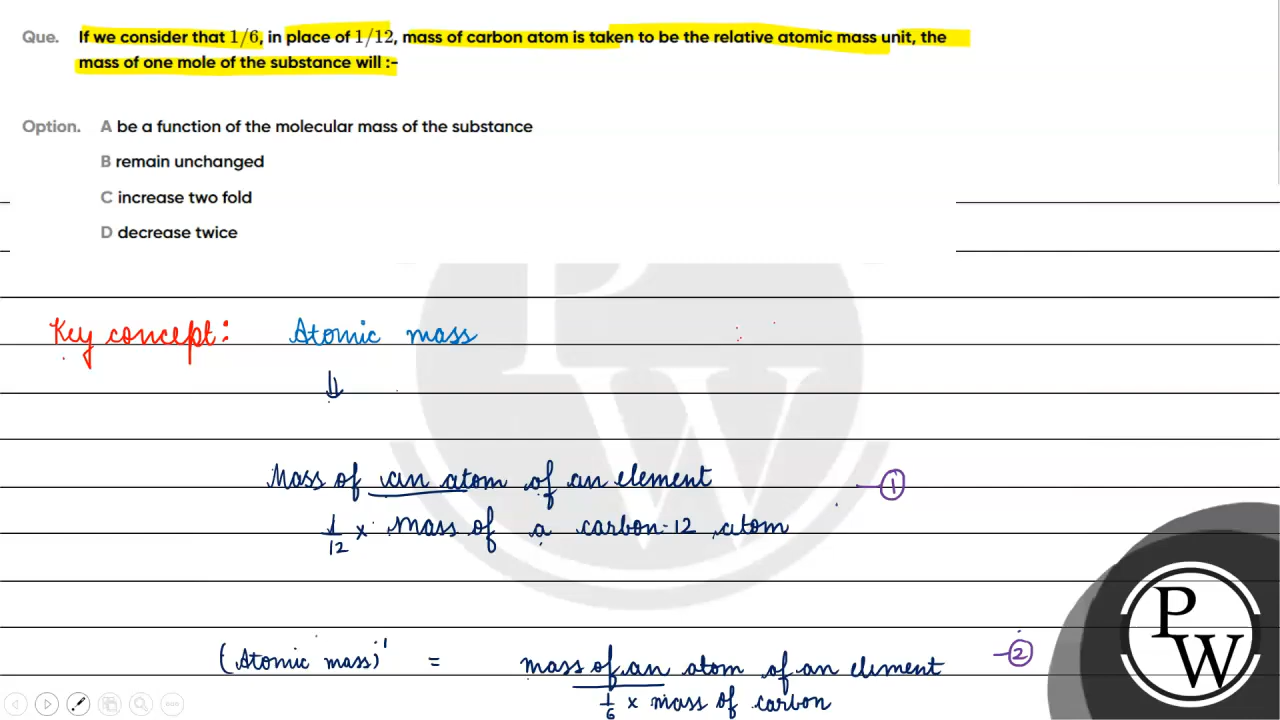 Que. If we consider that 1/6, in place of 1/12, mass of carbon atom is taken to be the relative atomic mass unit, the
mass of one mole of the substance will :-
Option. A be a function of the molecular mass of the substance
B remain unchanged
C increase two fold
D decrease twice
Key concept: Atomic mass
↓
Mass of an atom of an element
1/12 × mass of a carbon-12 atom
①
(Atomic mass)' = mass of an atom of an element
1/6 × mass of carbon
②
P
W